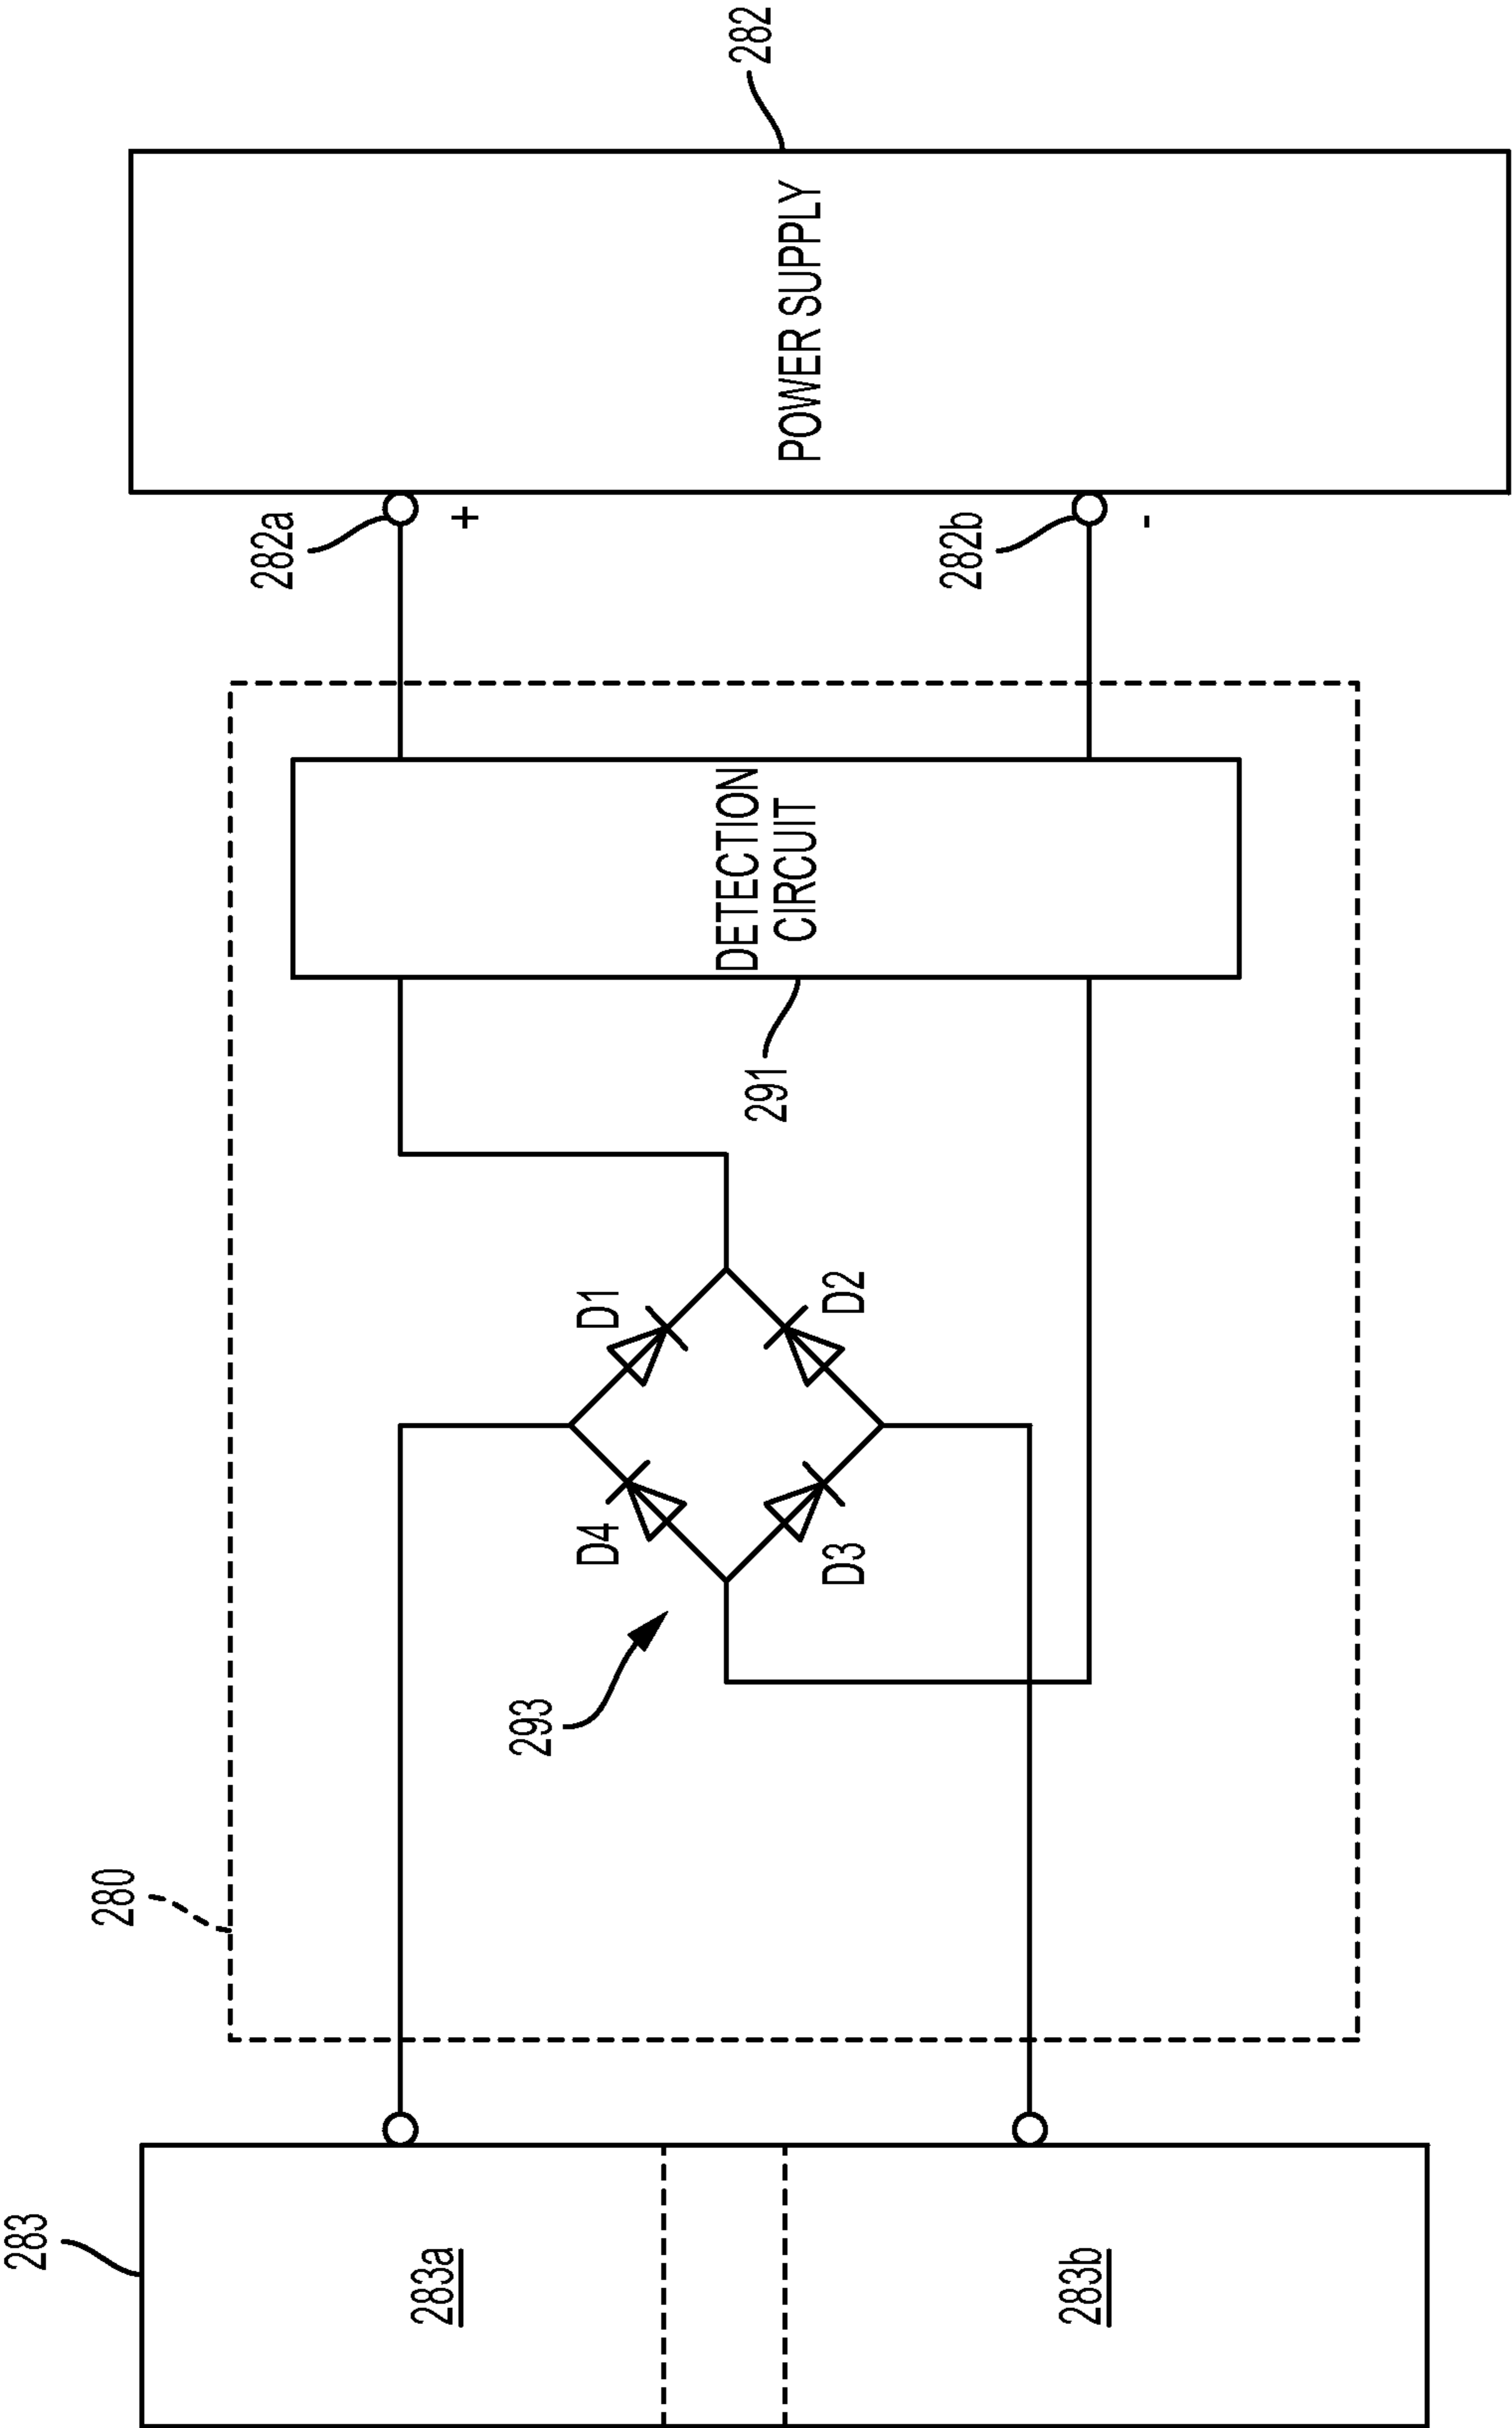 283
283a
283b
280
293
D4
D1
D3
D2
291
DETECTION
CIRCUIT
282a
+
282b
-
POWER SUPPLY
282